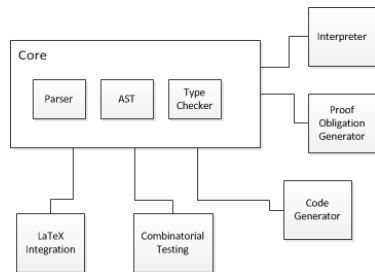 Interpreter
Core
Parser
AST
Type
Checker
Proof
Obligation
Generator
Code
Generator
LaTeX
Integration
Combinatorial
Testing